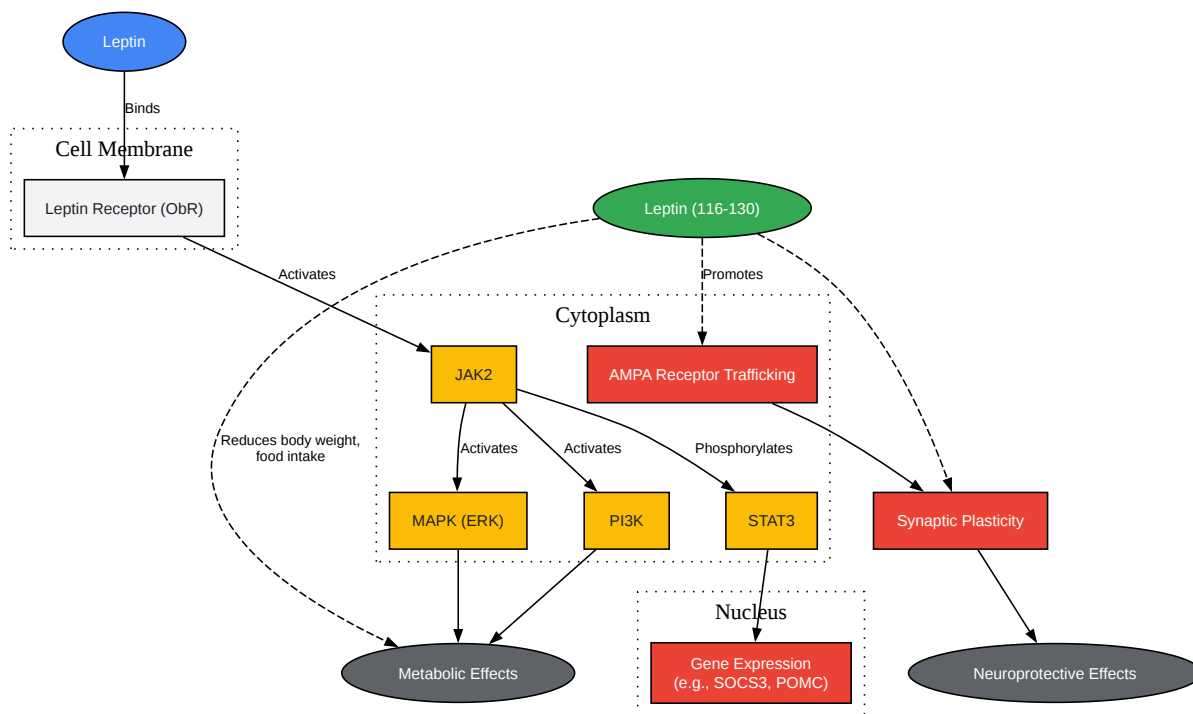 Leptin
Binds
Cell Membrane
Leptin Receptor (ObR)
Leptin (116-130)
Activates
Promotes
Cytoplasm
JAK2
AMPA Receptor Trafficking
Reduces body weight,
food intake
Activates
Activates
Phosphorylates
MAPK (ERK)
PI3K
STAT3
Synaptic Plasticity
Nucleus
Metabolic Effects
Gene Expression
(e.g., SOCS3, POMC)
Neuroprotective Effects